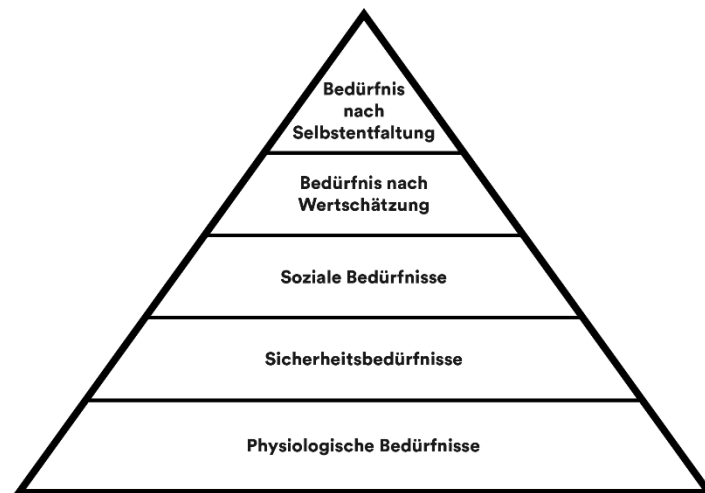 Bedürfnis
nach
Selbstentfaltung
Bedürfnis nach
Wertschätzung
Soziale Bedürfnisse
Sicherheitsbedürfnisse
Physiologische Bedürfnisse